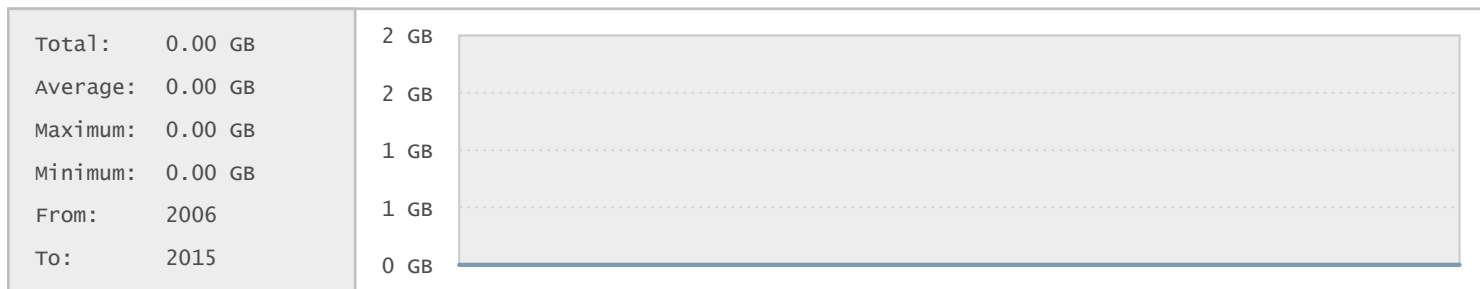 Total: 0.00 GB
Average: 0.00 GB
Maximum: 0.00 GB
Minimum: 0.00 GB
From: 2006
To: 2015
2 GB
2 GB
1 GB
1 GB
0 GB